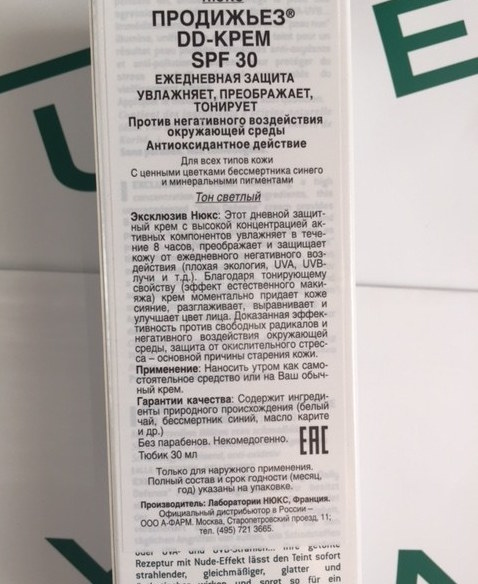 ПРОДИЖЬЕЗ®
DD-КРЕМ
SPF 30
ЕЖЕДНЕВНАЯ ЗАЩИТА
УВЛАЖНЯЕТ, ПРЕОБРАЖАЕТ,
ТОНИРУЕТ
Против негативного воздействия
окружающей среды
Антиоксидантное действие
Для всех типов кожи
С ценными цветками бессмертника синего
и минеральными пигментами
Тон светлый
Эксклюзив Нюкс: Этот дневной защит-
ный крем с высокой концентрацией ак-
тивных компонентов увлажняет в тече-
ние 8 часов, преображает и защищает
кожу от ежедневного негативного воз-
действия (плохая экология, UVA, UVB-
лучи и т.д.). Благодаря тонирующему
свойству (эффект естественного маки-
яжа) крем моментально придает коже
сияние, разглаживает, выравнивает и
улучшает цвет лица. Доказанная эффек-
тивность против свободных радикалов и
негативного воздействия окружающей
среды, защита от окислительного стрес-
са – основной причины старения кожи.
Применение: Наносить утром как само-
стоятельное средство или на Ваш обыч-
ный крем.
Гарантии качества: Содержит ингреди-
енты природного происхождения (белый
чай, бессмертник синий, масло карите
и др.)
Без парабенов. Некомедогенно.
Тюбик 30 мл
EAC
Только для наружного применения.
Полный состав и срок годности (месяц,
год) указаны на упаковке.
Производитель: Лаборатории НЮКС, Франция.
Официальный дистрибьютор в России –
ООО А-ФАРМ. Москва, Старопетровский проезд, 11;
тел. (495) 721 3665.
Rezeptur mit Nude-Effekt lässt den Teint sofort
strahlender, gleichmäßiger, glatter und